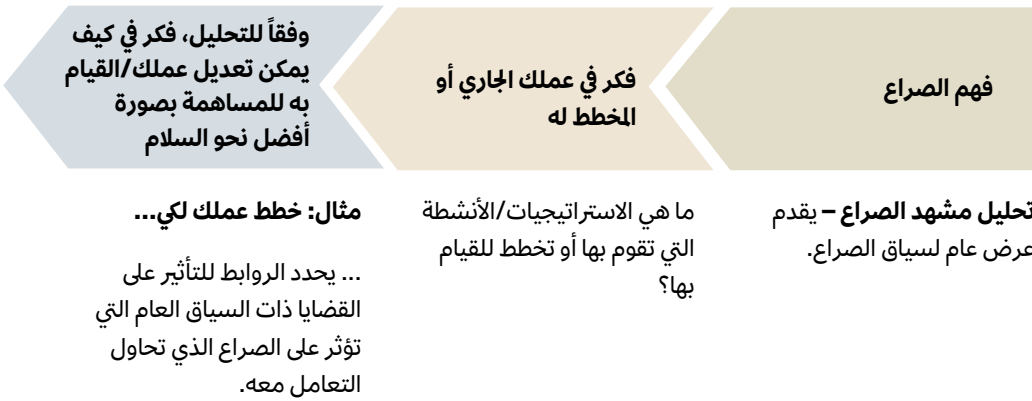 فهم الصراع
فكر في عملك الجاري أو
المخطط له
وفقاً للتحليل، فكر في كيف
يمكن تعديل عملك/القيام
به للمساهمة بصورة
أفضل نحو السلام
تحليل مشهد الصراع – يقدم
عرض عام لسياق الصراع.
ما هي الاستراتيجيات/الأنشطة
التي تقوم بها أو تخطط للقيام
بها؟
مثال: خطط عملك لكي...
... يحدد الروابط للتأثير على
القضايا ذات السياق العام التي
تؤثر على الصراع الذي تحاول
التعامل معه.